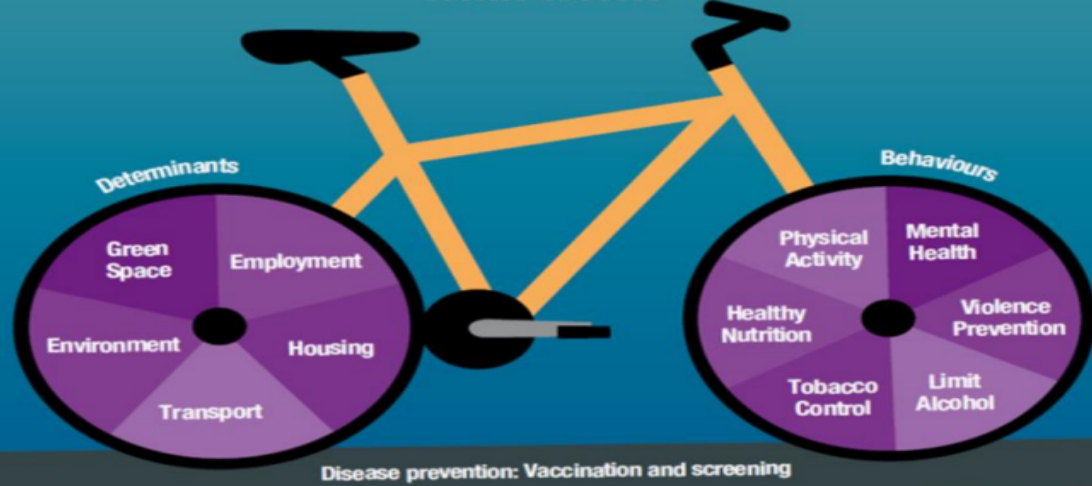 Determinants
Green
Space
Employment
Environment
Housing
Transport
Behaviours
Physical
Activity
Mental
Health
Healthy
Nutrition
Violence
Prevention
Tobacco
Control
Limit
Alcohol
Disease prevention: Vaccination and screening